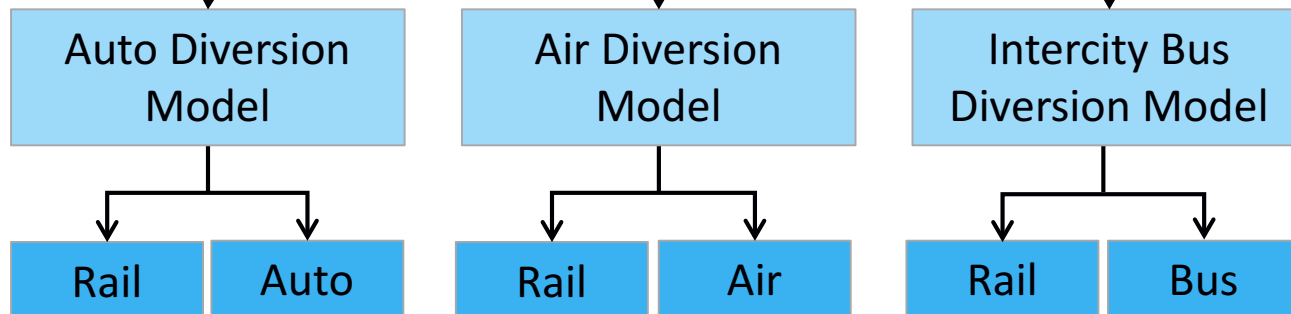 Auto Diversion
Model
Air Diversion
Model
Intercity Bus
Diversion Model
Rail
Auto
Rail
Air
Rail
Bus